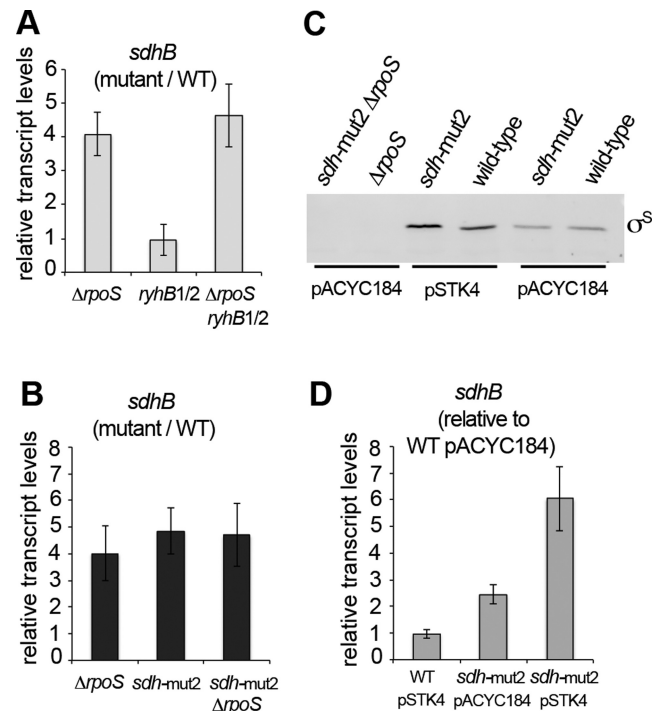 A
sdhB
(mutant / WT)
relative transcript levels
6
5
4
3
2
1
0
ΔrpoS
ryhB1/2
ΔrpoS
ryhB1/2
B
sdhB
(mutant / WT)
relative transcript levels
8
7
6
5
4
3
2
1
0
ΔrpoS
sdh-mut2
sdh-mut2
ΔrpoS
C
sdh-mut2 ΔrpoS
ΔrpoS
sdh-mut2
wild-type
sdh-mut2
wild-type
σS
pACYC184
pSTK4
pACYC184
D
sdhB
(relative to
WT pACYC184)
relative transcript levels
8
7
6
5
4
3
2
1
0
WT
pSTK4
sdh-mut2
pACYC184
sdh-mut2
pSTK4